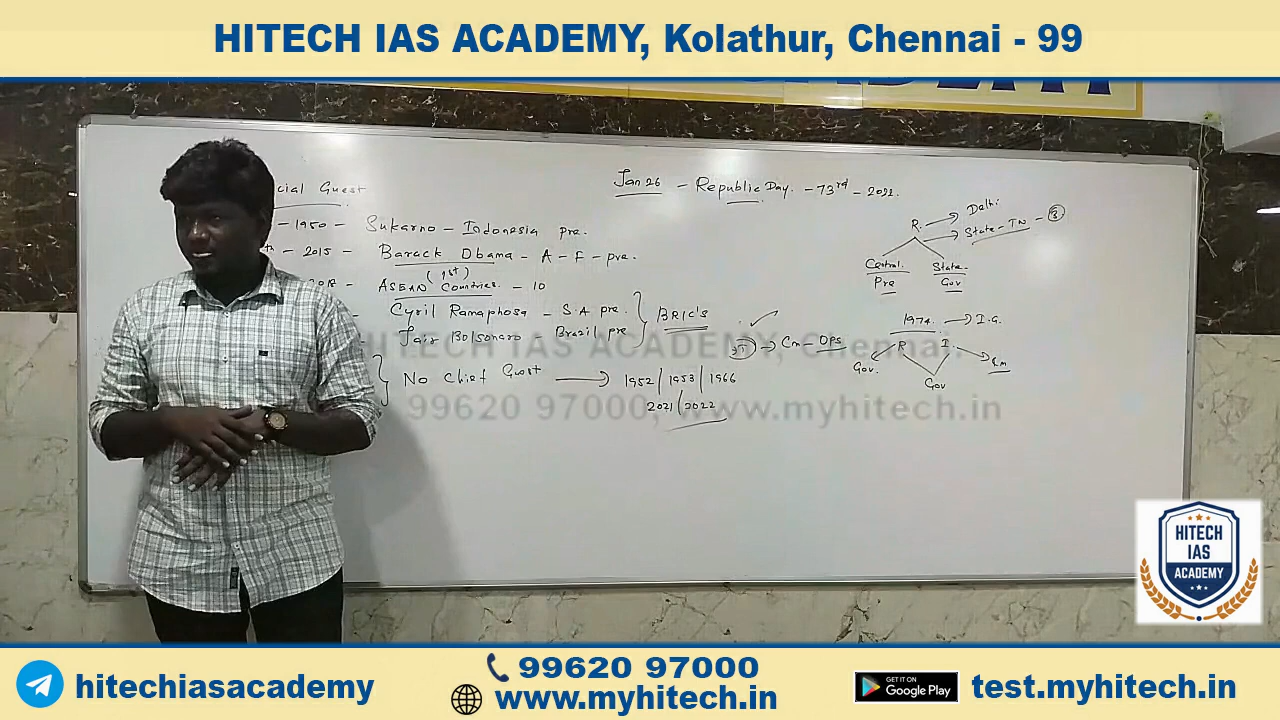 HITECH IAS ACADEMY, Kolathur, Chennai - 99
cial Guest
Jan 26 - Republic Day. - 73rd - 2022.
- 1950 - Sukarno - Indonesia pre.
th - 2015 - Barack Obama - A - F - pre.
(1st)
- ASEAN Countries. - 10
- Cyril Ramaphosa - S.A pre.
Jair Bolsonaro - Brazil pre
BRIC's
No Chief Guest → 1952 / 1953 / 1966
2021 / 2022
R. → Delhi
→ State - TN - 3
Central. State
Pre Gov
1974. → I.G.
→ Cm - OPS
R I.
Gov. Gov
HITECH IAS ACADEMY, Chennai.
99620 97000, www.myhitech.in
HITECH
IAS
ACADEMY
hitechiasacademy
99620 97000
www.myhitech.in
GET IT ON
Google Play
test.myhitech.in